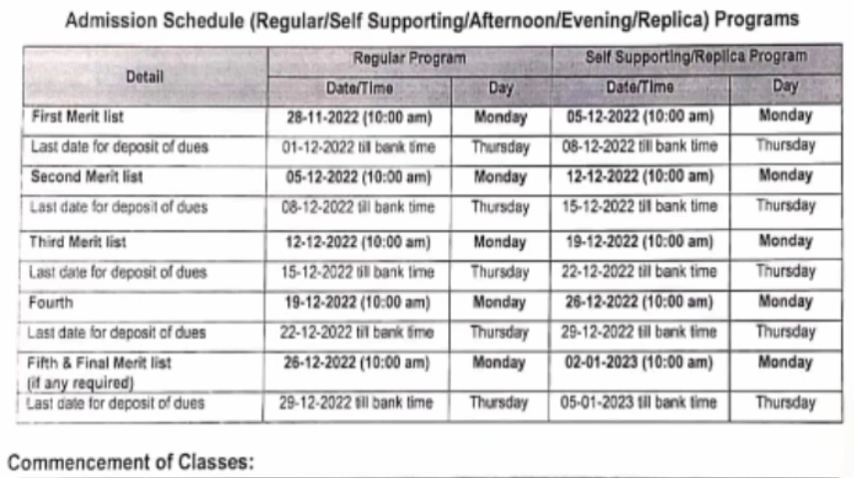 Admission Schedule (Regular/Self Supporting/Afternoon/Evening/Replica) Programs
Detail Regular Program Self Supporting/Replica Program
Date/Time Day Date/Time Day
First Merit list 28-11-2022 (10:00 am) Monday 05-12-2022 (10:00 am) Monday
Last date for deposit of dues 01-12-2022 till bank time Thursday 08-12-2022 till bank time Thursday
Second Merit list 05-12-2022 (10:00 am) Monday 12-12-2022 (10:00 am) Monday
Last date for deposit of dues 08-12-2022 till bank time Thursday 15-12-2022 till bank time Thursday
Third Merit list 12-12-2022 (10:00 am) Monday 19-12-2022 (10:00 am) Monday
Last date for deposit of dues 15-12-2022 till bank time Thursday 22-12-2022 till bank time Thursday
Fourth 19-12-2022 (10:00 am) Monday 26-12-2022 (10:00 am) Monday
Last date for deposit of dues 22-12-2022 till bank time Thursday 29-12-2022 till bank time Thursday
Fifth & Final Merit list 26-12-2022 (10:00 am) Monday 02-01-2023 (10:00 am) Monday
(if any required)
Last date for deposit of dues 29-12-2022 till bank time Thursday 05-01-2023 till bank time Thursday
Commencement of Classes: